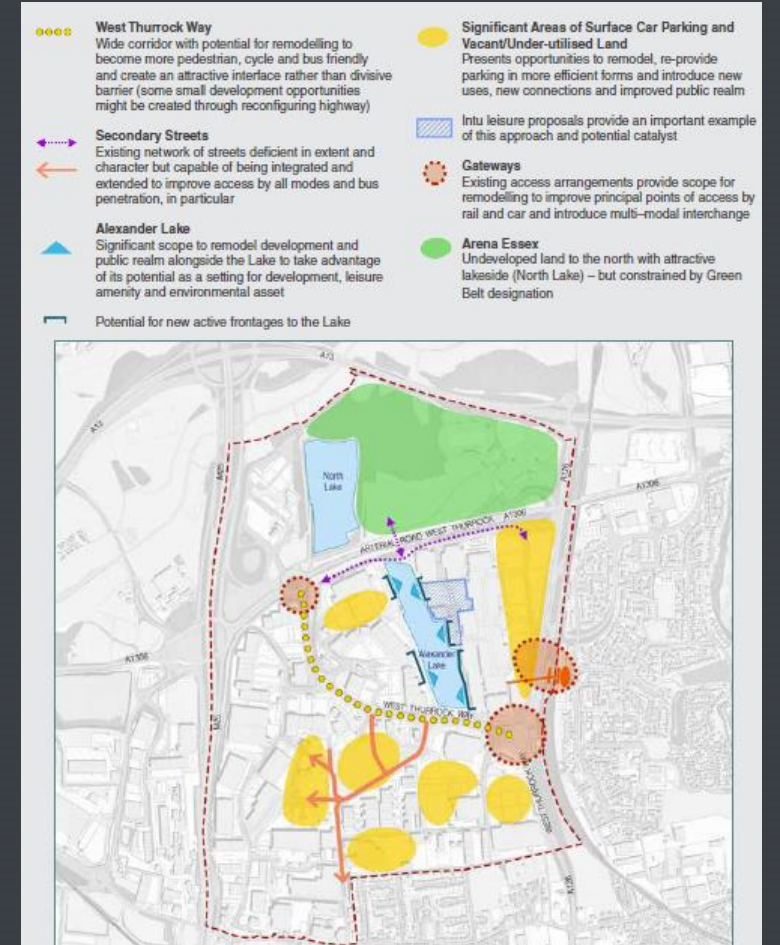 West Thurrock Way
Wide corridor with potential for remodelling to
become more pedestrian, cycle and bus friendly
and create an attractive interface rather than divisive
barrier (some small development opportunities
might be created through reconfiguring highway)
Secondary Streets
Existing network of streets deficient in extent and
character but capable of being integrated and
extended to improve access by all modes and bus
penetration, in particular
Alexander Lake
Significant scope to remodel development and
public realm alongside the Lake to take advantage
of its potential as a setting for development, leisure
amenity and environmental asset
Potential for new active frontages to the Lake
Significant Areas of Surface Car Parking and
Vacant/Under-utilised Land
Presents opportunities to remodel, re-provide
parking in more efficient forms and introduce new
uses, new connections and improved public realm
Intu leisure proposals provide an important example
of this approach and potential catalyst
Gateways
Existing access arrangements provide scope for
remodelling to improve principal points of access by
rail and car and introduce multi–modal interchange
Arena Essex
Undeveloped land to the north with attractive
lakeside (North Lake) – but constrained by Green
Belt designation
A13
A13
M25
North
Lake
A126
A1306
ARTERIAL ROAD WEST THURROCK A1306
Alexander
Lake
A1306
WEST THURROCK WAY
M25
WEST THURROCK WAY
A126